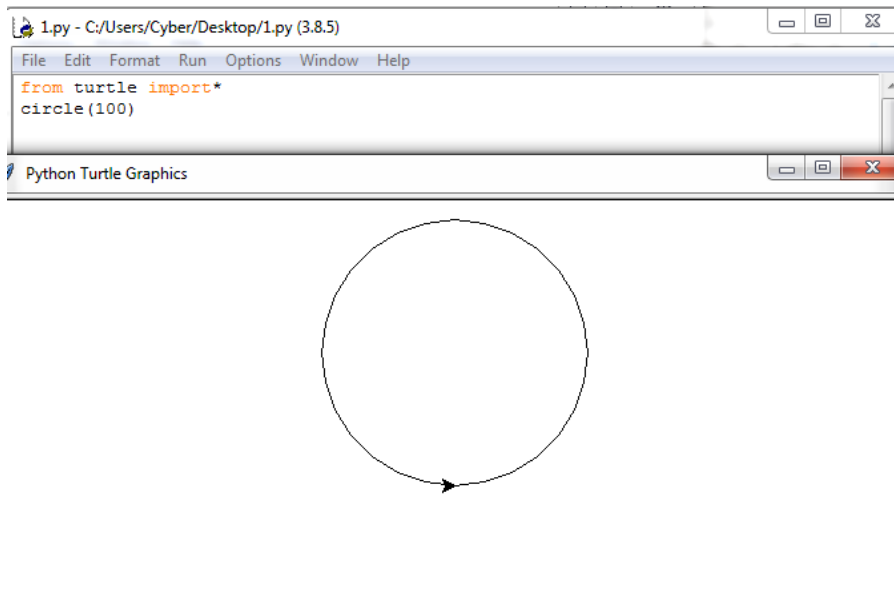 1.py - C:/Users/Cyber/Desktop/1.py (3.8.5)
File Edit Format Run Options Window Help
from turtle import*
circle(100)
Python Turtle Graphics